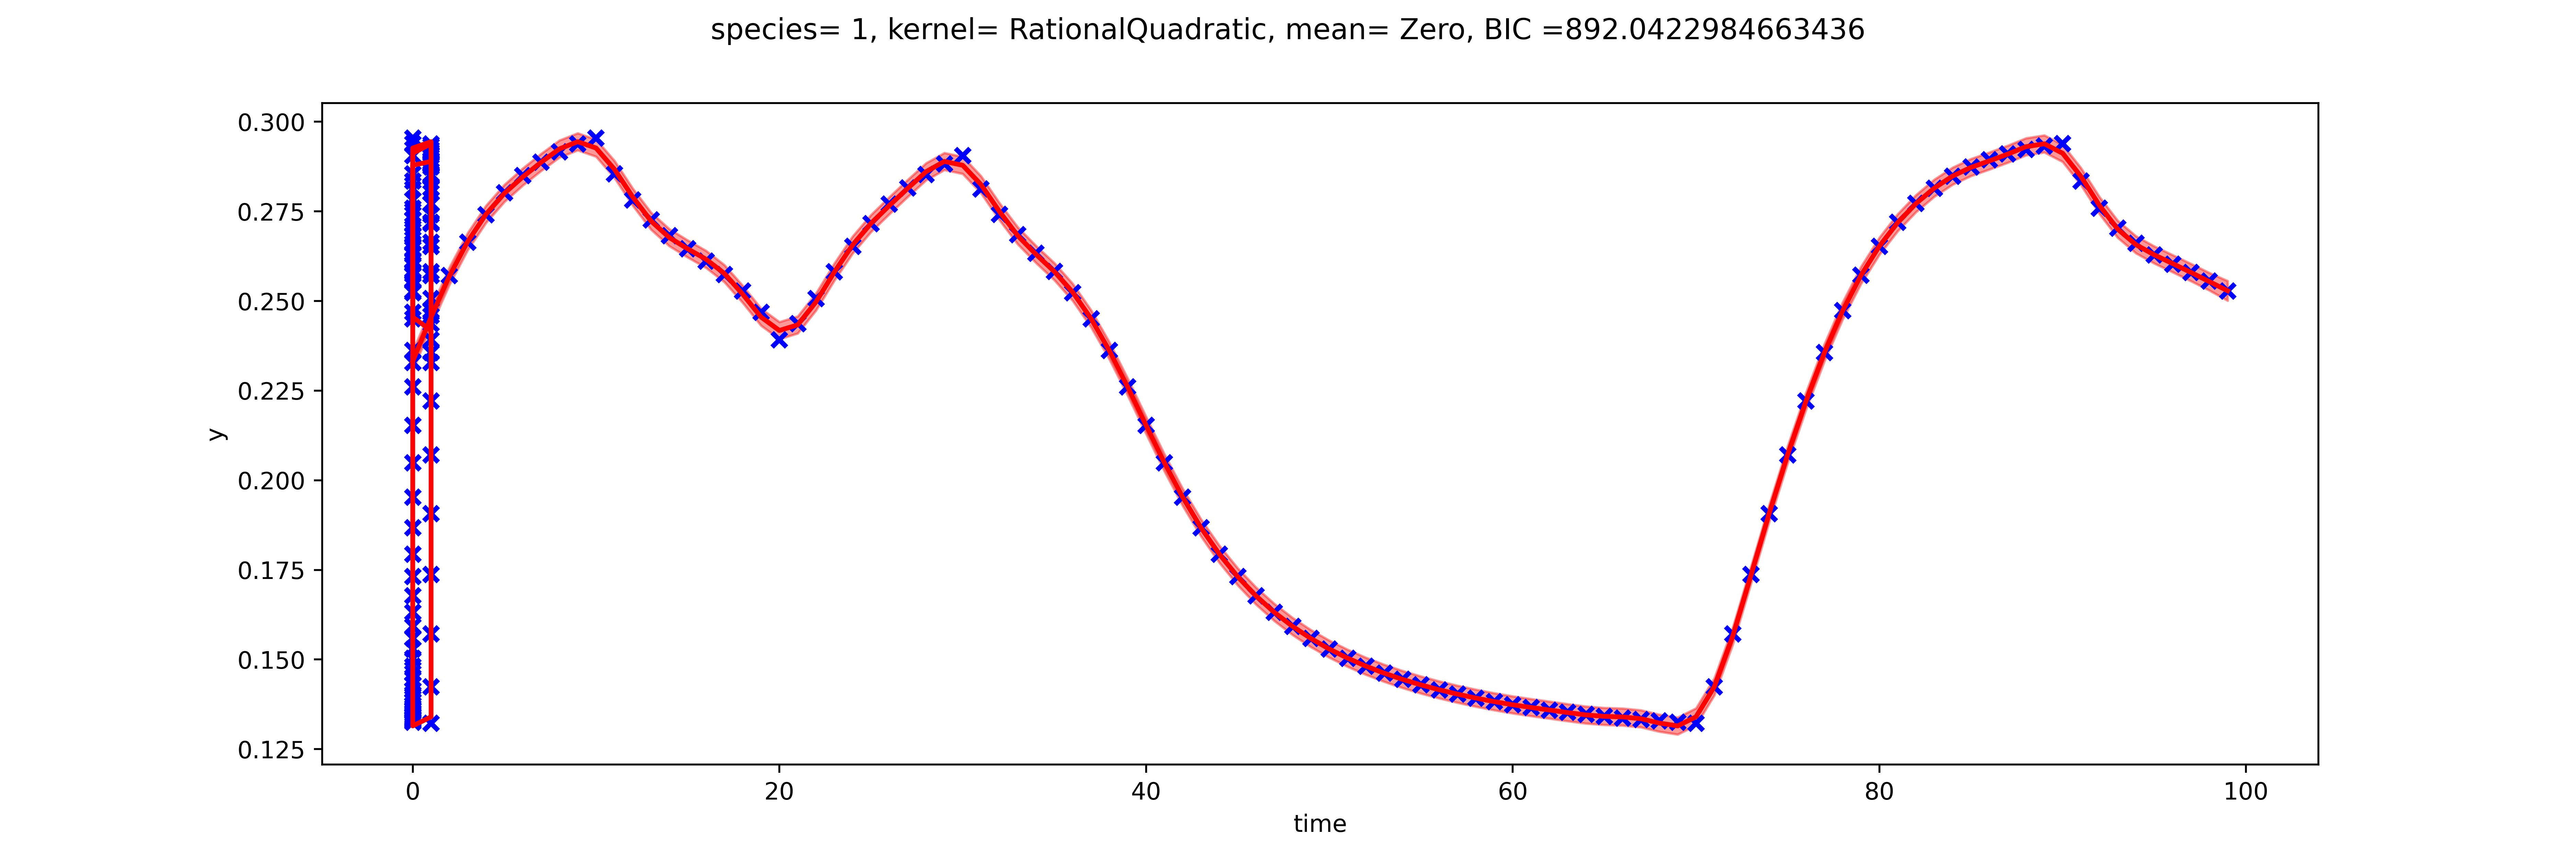 species= 1, kernel= RationalQuadratic, mean= Zero, BIC =892.0422984663436
0.300
0.275
0.250
0.225
0.200
0.175
0.150
0.125
y
0 20 40 60 80 100
time